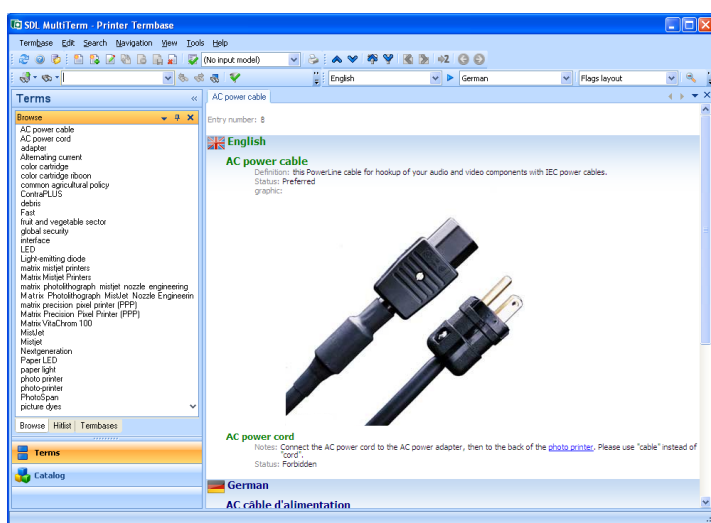 SDL MultiTerm - Printer Termbase
Termbase Edit Search Navigation View Tools Help
(No input model)
English
German
Flags layout
Terms
AC power cable
Browse
AC power cable
AC power cord
adapter
Alternating current
color cartridge
color cartridge riboon
common agricultural policy
ContraPLUS
debris
Fast
fruit and vegetable sector
global security
interface
LED
Light-emitting diode
matrix mistjet printers
Matrix Mistjet Printers
matrix photolithograph mistjet nozzle engineering
Matrix Photolithograph MistJet Nozzle Engineerin
matrix precision pixel printer (PPP)
Matrix Precision Pixel Printer (PPP)
Matrix VitaChrom 100
MistJet
Mistjet
Nextgeneration
Paper LED
paper light
photo printer
photo-printer
PhotoSpan
picture dyes
Browse Hitlist Termbases
Terms
Catalog
Entry number: 8
English
AC power cable
Definition: this PowerLine cable for hookup of your audio and video components with IEC power cables.
Status: Preferred
graphic:
AC power cord
Notes: Connect the AC power cord to the AC power adapter, then to the back of the photo printer. Please use "cable" instead of
"cord".
Status: Forbidden
German
AC câble d'alimentation